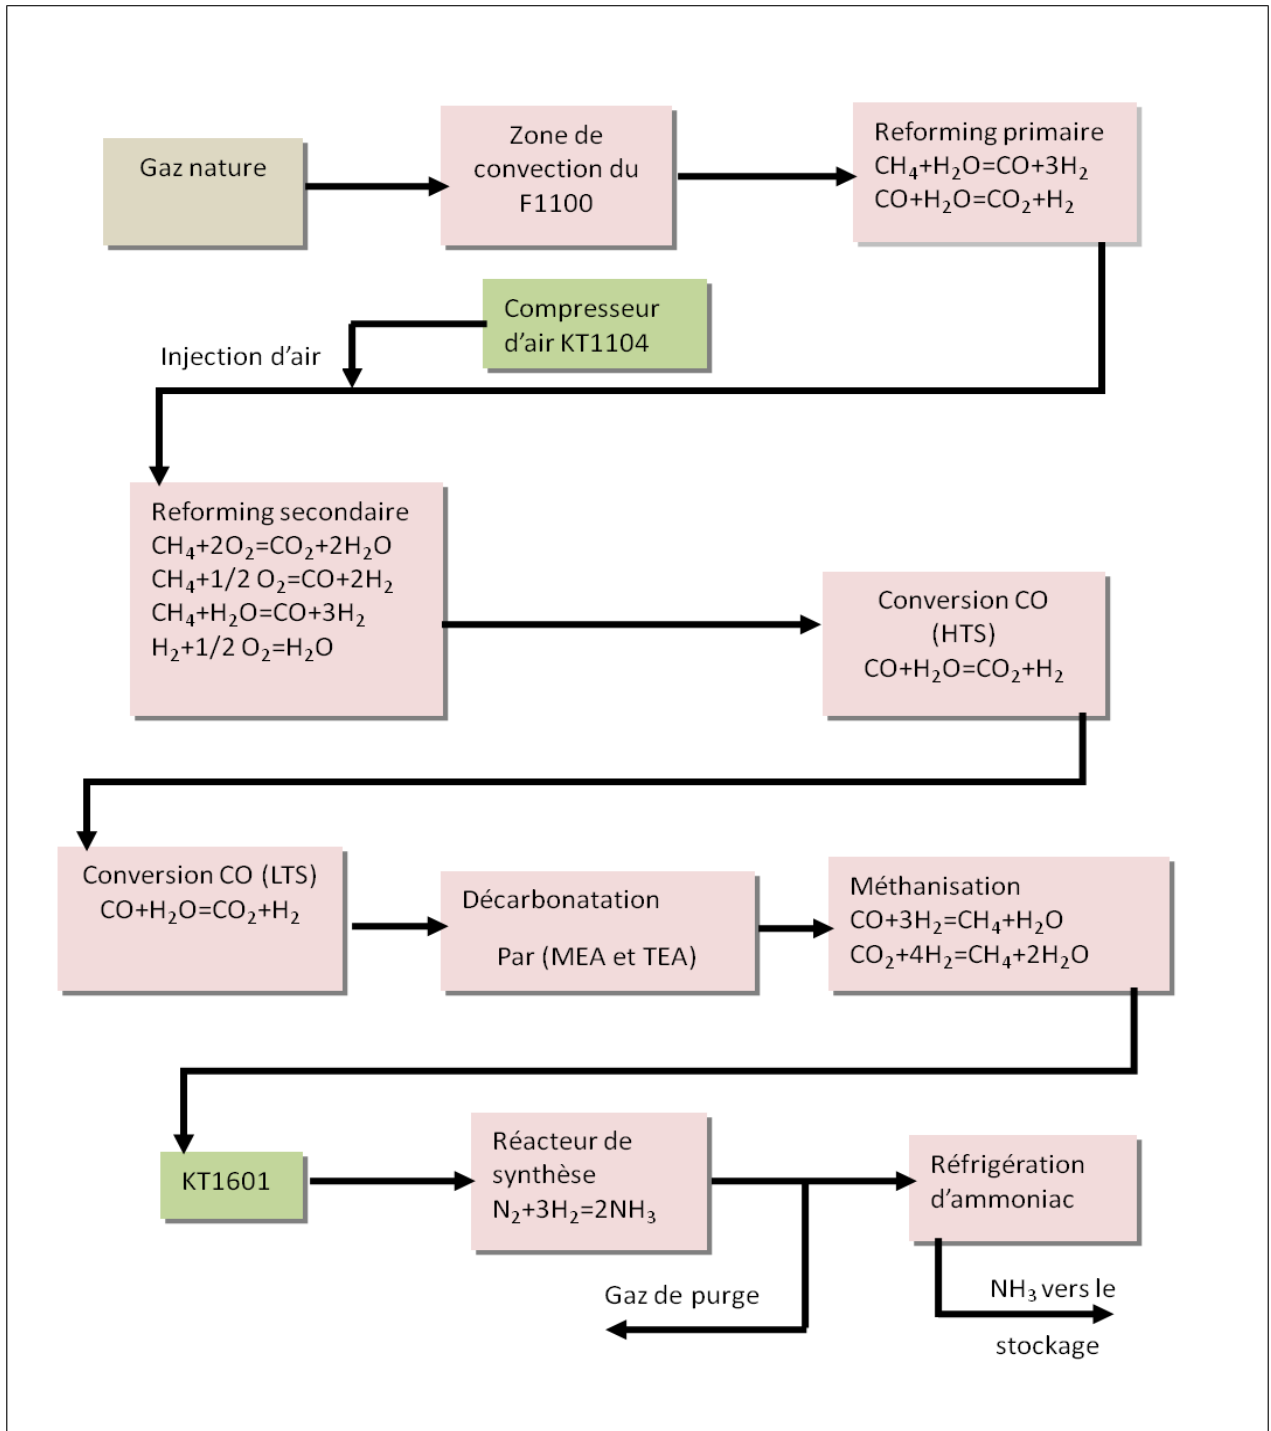 Gaz nature
Zone de
convection du
F1100
Reforming primaire
CH₄+H₂O=CO+3H₂
CO+H₂O=CO₂+H₂
Compresseur
d’air KT1104
Injection d’air
Reforming secondaire
CH₄+2O₂=CO₂+2H₂O
CH₄+1/2 O₂=CO+2H₂
CH₄+H₂O=CO+3H₂
H₂+1/2 O₂=H₂O
Conversion CO
(HTS)
CO+H₂O=CO₂+H₂
Conversion CO (LTS)
CO+H₂O=CO₂+H₂
Décarbonatation
Par (MEA et TEA)
Méthanisation
CO+3H₂=CH₄+H₂O
CO₂+4H₂=CH₄+2H₂O
KT1601
Réacteur de
synthèse
N₂+3H₂=2NH₃
Réfrigération
d’ammoniac
Gaz de purge
NH₃ vers le
stockage